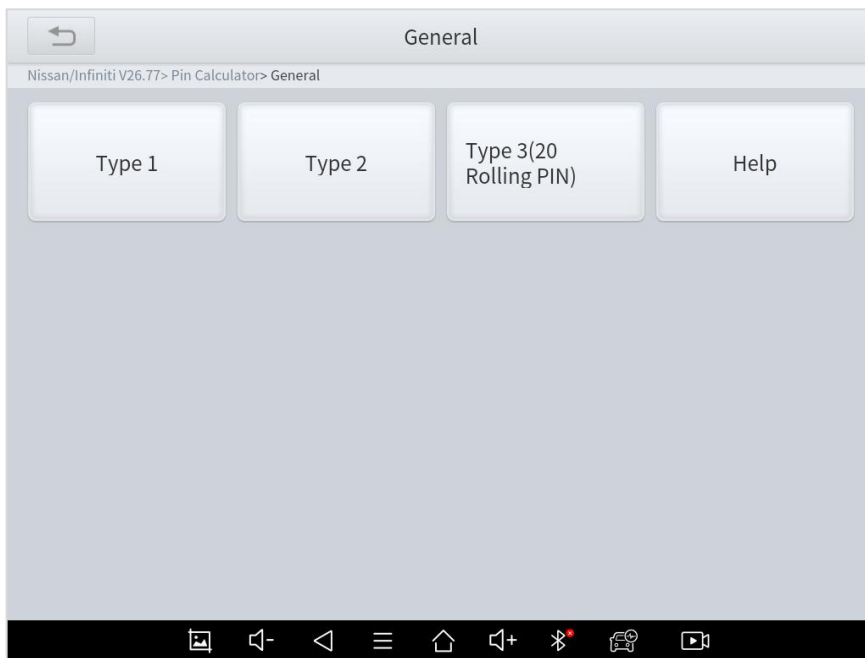 General
Nissan/Infiniti V26.77> Pin Calculator> General
Type 1
Type 2
Type 3(20
Rolling PIN)
Help